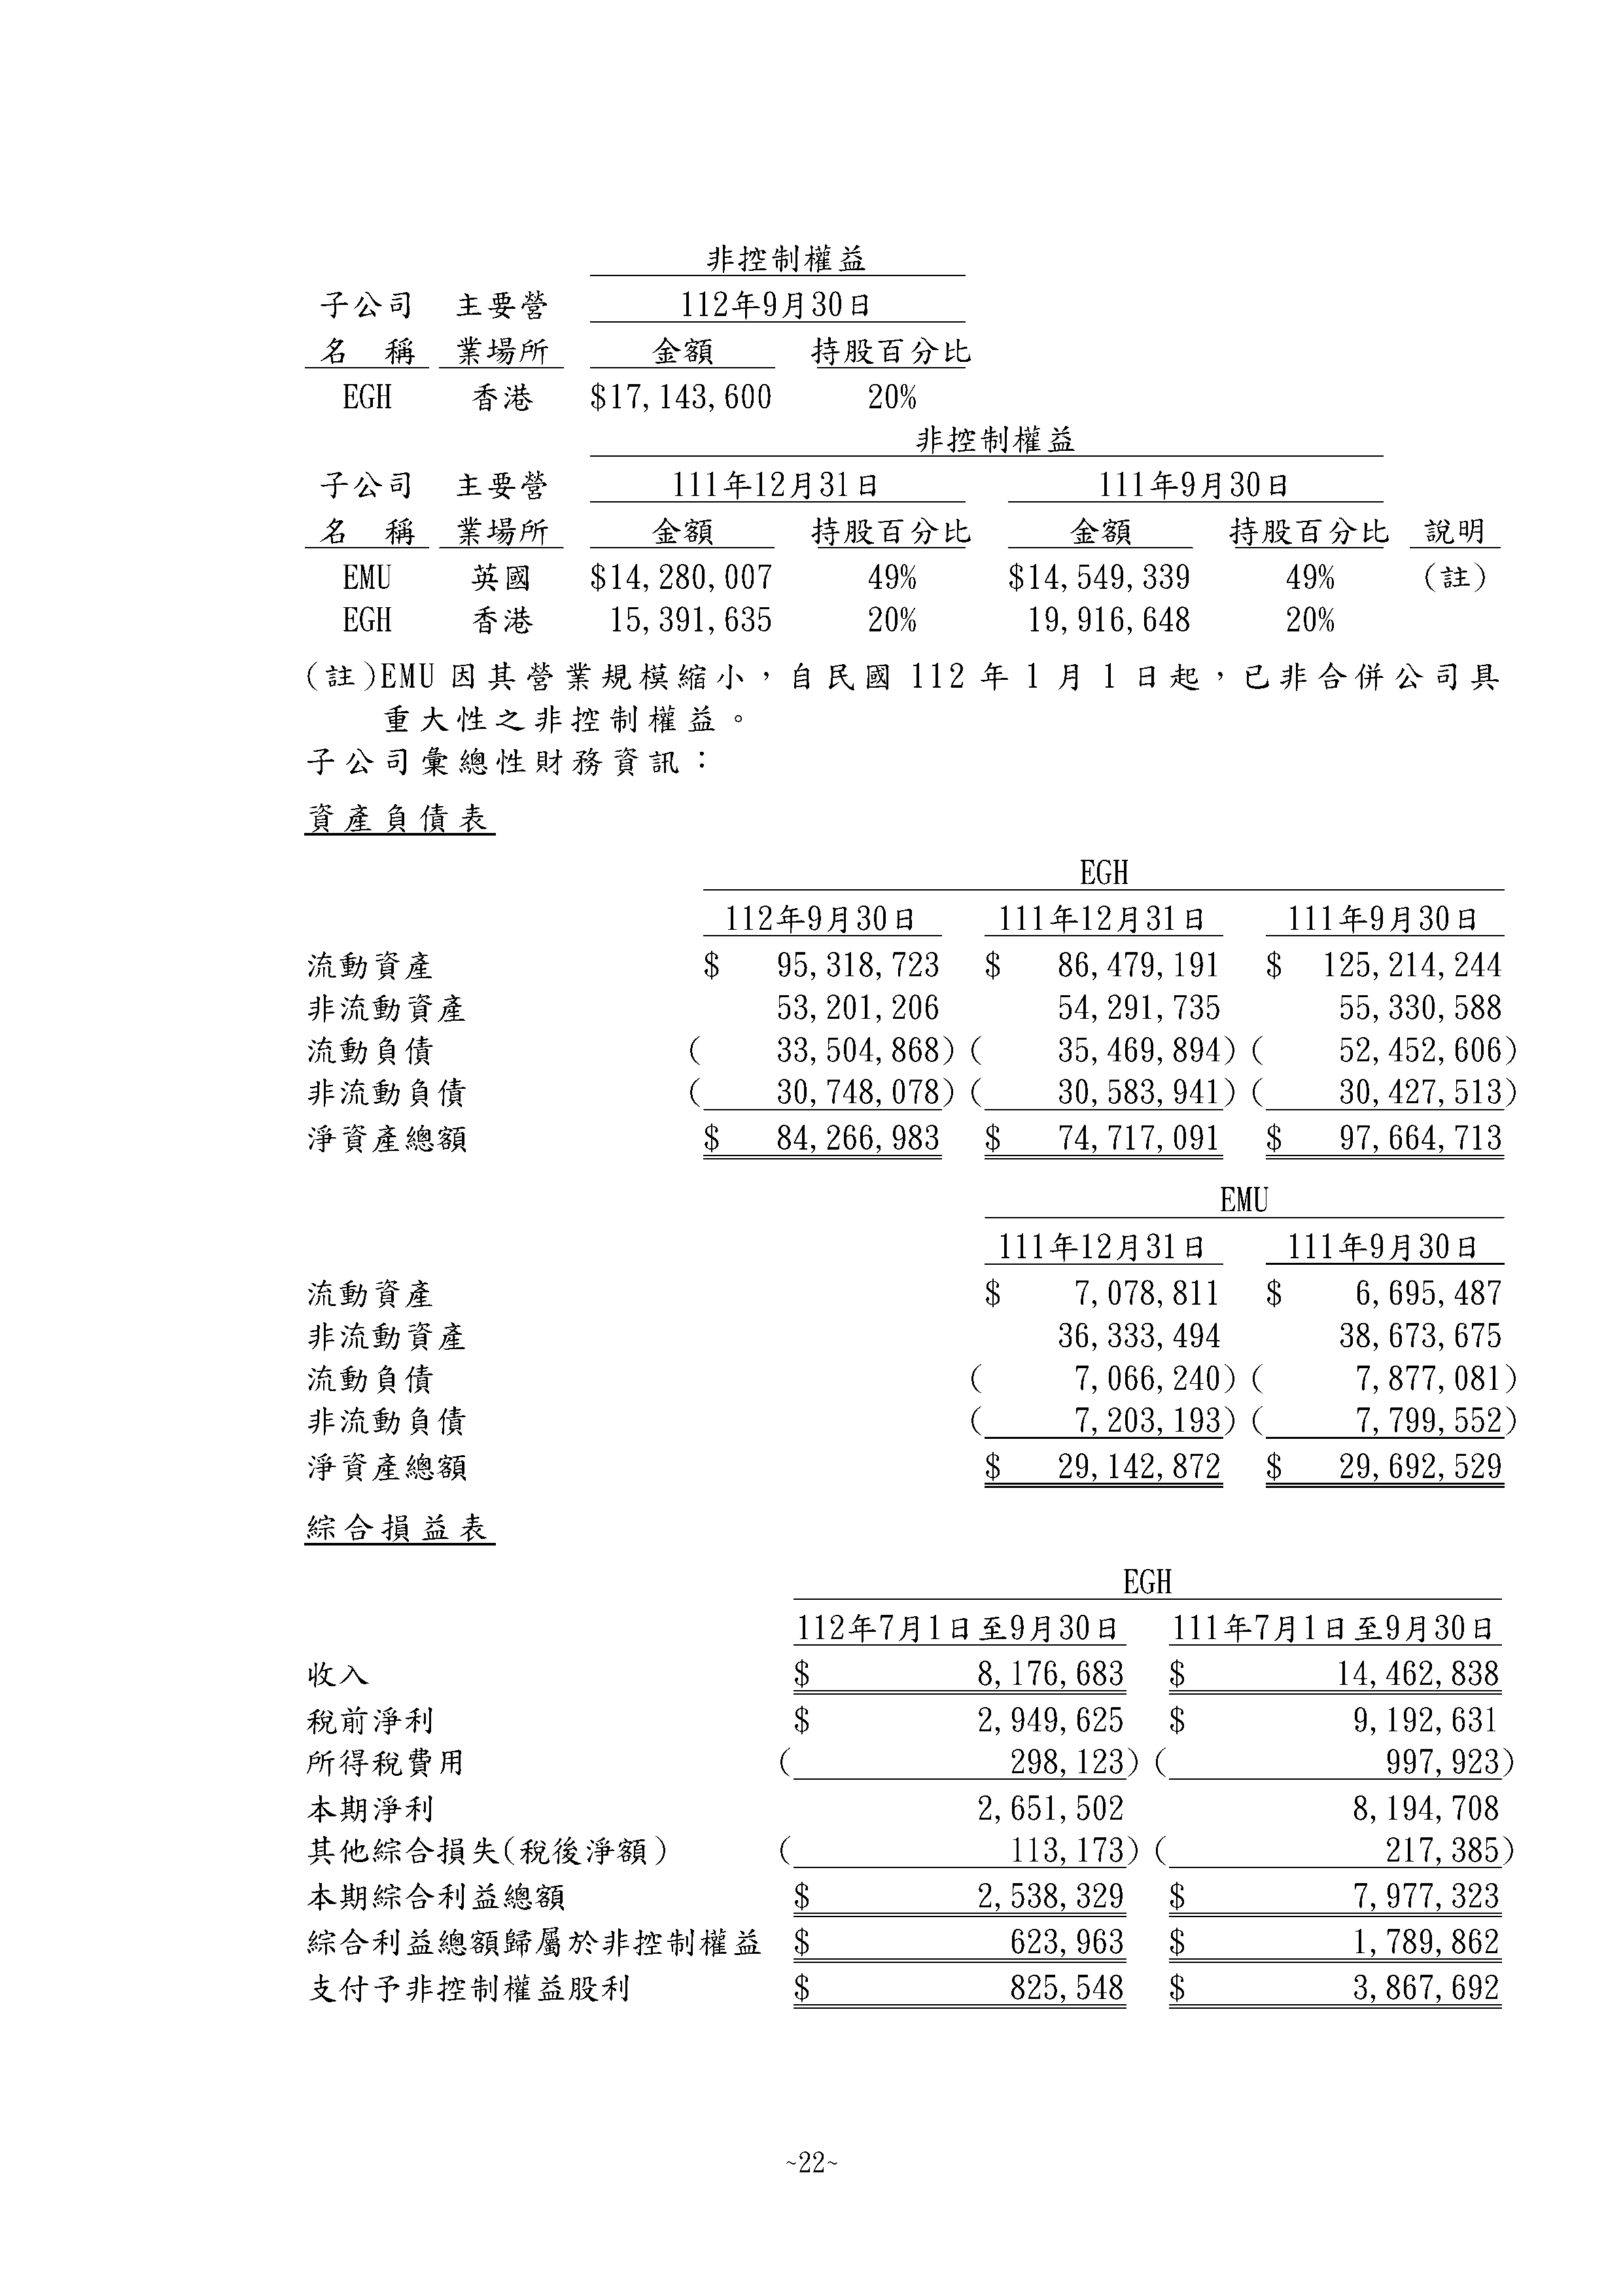 非控制權益
子公司 主要營 112年9月30日
名 稱 業場所 金額 持股百分比
EGH 香港 $17,143,600 20%
非控制權益
子公司 主要營 111年12月31日 111年9月30日
名 稱 業場所 金額 持股百分比 金額 持股百分比 說明
EMU 英國 $14,280,007 49% $14,549,339 49% (註)
EGH 香港 15,391,635 20% 19,916,648 20%
(註)EMU因其營業規模縮小，自民國112年1月1日起，已非合併公司具
重大性之非控制權益。
子公司彙總性財務資訊：
資產負債表
EGH
112年9月30日 111年12月31日 111年9月30日
流動資產 $ 95,318,723 $ 86,479,191 $ 125,214,244
非流動資產 53,201,206 54,291,735 55,330,588
流動負債 ( 33,504,868) ( 35,469,894) ( 52,452,606)
非流動負債 ( 30,748,078) ( 30,583,941) ( 30,427,513)
淨資產總額 $ 84,266,983 $ 74,717,091 $ 97,664,713
EMU
111年12月31日 111年9月30日
流動資產 $ 7,078,811 $ 6,695,487
非流動資產 36,333,494 38,673,675
流動負債 ( 7,066,240) ( 7,877,081)
非流動負債 ( 7,203,193) ( 7,799,552)
淨資產總額 $ 29,142,872 $ 29,692,529
綜合損益表
EGH
112年7月1日至9月30日 111年7月1日至9月30日
收入 $ 8,176,683 $ 14,462,838
稅前淨利 $ 2,949,625 $ 9,192,631
所得稅費用 ( 298,123) ( 997,923)
本期淨利 2,651,502 8,194,708
其他綜合損失(稅後淨額) ( 113,173) ( 217,385)
本期綜合利益總額 $ 2,538,329 $ 7,977,323
綜合利益總額歸屬於非控制權益 $ 623,963 $ 1,789,862
支付予非控制權益股利 $ 825,548 $ 3,867,692
~22~